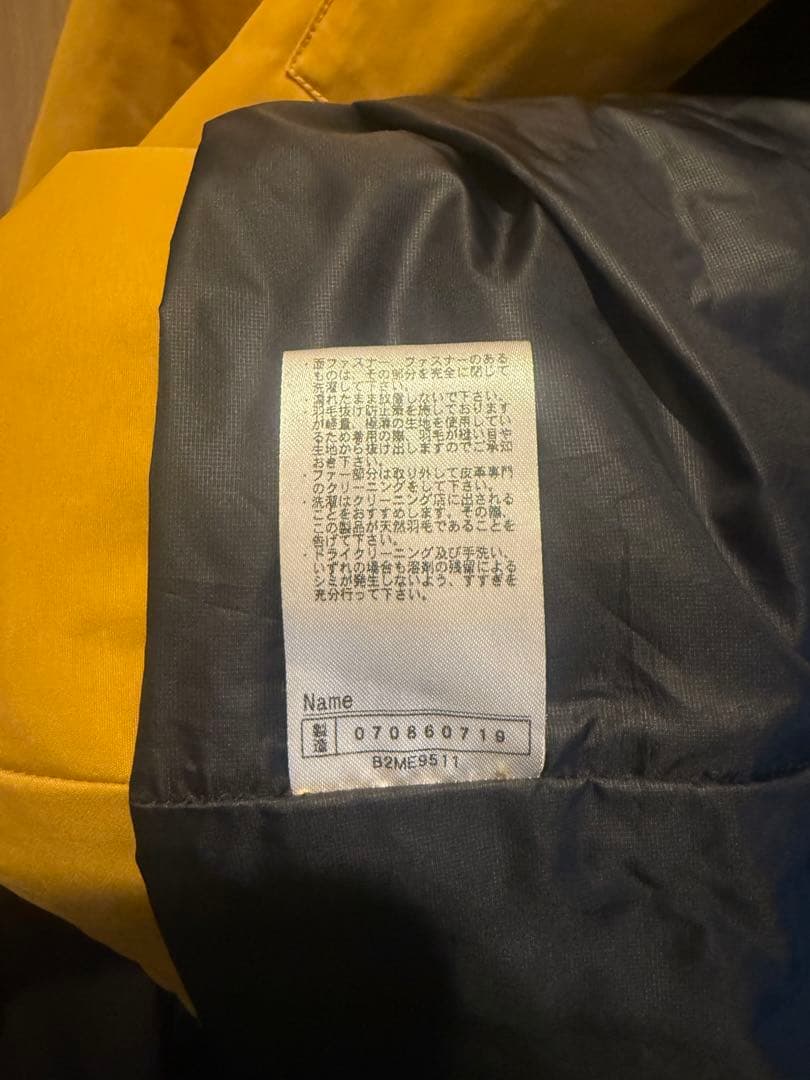 ・面ファスナー、ファスナーのある
ものは、その部分を完全に閉じて
洗濯して下さい。
・濡れたまま放置しないで下さい。
・羽毛抜け防止策を施しております
が軽量、極薄の生地を使用してい
るため着用の際、羽毛が縫い目や
生地から抜け出しますのでご承知
おき下さい。
・ファー部分は取り外して皮革専門
のクリーニングをして下さい。
・洗濯はクリーニング店に出される
ことをおすすめします。その際、
この製品が天然羽毛であることを
告げて下さい。
・ドライクリーニング及び手洗い、
いずれの場合も溶剤の残留による
シミが発生しないよう、すすぎを
充分行って下さい。
Name
製造 070860719
B2ME9511